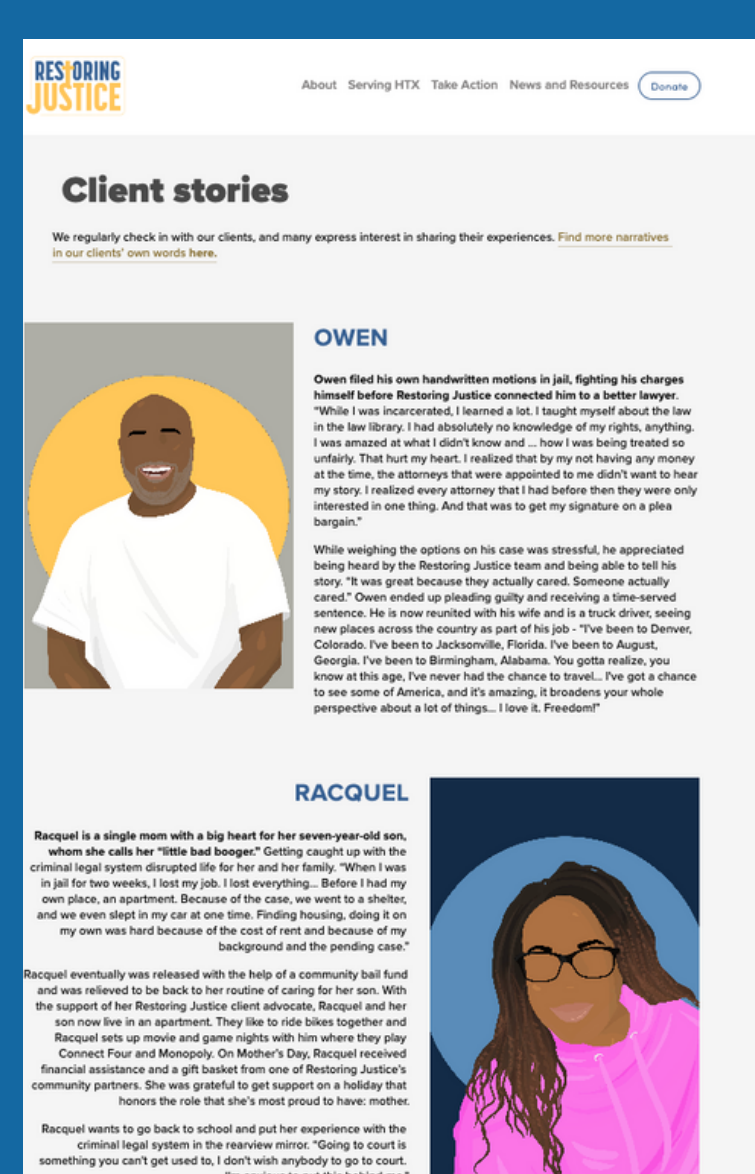 RESTORING
JUSTICE
About Serving HTX Take Action News and Resources Donate
Client stories
We regularly check in with our clients, and many express interest in sharing their experiences. Find more narratives
in our clients' own words here.
OWEN
Owen filed his own handwritten motions in jail, fighting his charges
himself before Restoring Justice connected him to a better lawyer.
"While I was incarcerated, I learned a lot. I taught myself about the law
in the law library. I had absolutely no knowledge of my rights, anything.
I was amazed at what I didn't know and ... how I was being treated so
unfairly. That hurt my heart. I realized that by my not having any money
at the time, the attorneys that were appointed to me didn't want to hear
my story. I realized every attorney that I had before then they were only
interested in one thing. And that was to get my signature on a plea
bargain."
While weighing the options on his case was stressful, he appreciated
being heard by the Restoring Justice team and being able to tell his
story. "It was great because they actually cared. Someone actually
cared." Owen ended up pleading guilty and receiving a time-served
sentence. He is now reunited with his wife and is a truck driver, seeing
new places across the country as part of his job - "I've been to Denver,
Colorado. I've been to Jacksonville, Florida. I've been to August,
Georgia. I've been to Birmingham, Alabama. You gotta realize, you
know at this age, I've never had the chance to travel... I've got a chance
to see some of America, and it's amazing, it broadens your whole
perspective about a lot of things... I love it. Freedom!"
RACQUEL
Racquel is a single mom with a big heart for her seven-year-old son,
whom she calls her "little bad booger." Getting caught up with the
criminal legal system disrupted life for her and her family. "When I was
in jail for two weeks, I lost my job. I lost everything... Before I had my
own place, an apartment. Because of the case, we went to a shelter,
and we even slept in my car at one time. Finding housing, doing it on
my own was hard because of the cost of rent and because of my
background and the pending case."
Racquel eventually was released with the help of a community bail fund
and was relieved to be back to her routine of caring for her son. With
the support of her Restoring Justice client advocate, Racquel and her
son now live in an apartment. They like to ride bikes together and
Racquel sets up movie and game nights with him where they play
Connect Four and Monopoly. On Mother's Day, Racquel received
financial assistance and a gift basket from one of Restoring Justice's
community partners. She was grateful to get support on a holiday that
honors the role that she's most proud to have: mother.
Racquel wants to go back to school and put her experience with the
criminal legal system in the rearview mirror. "Going to court is
something you can't get used to, I don't wish anybody to go to court.